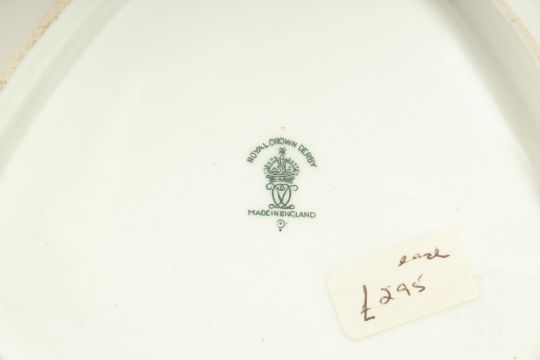 ROYAL CROWN DERBY
MADE IN ENGLAND
each
£295